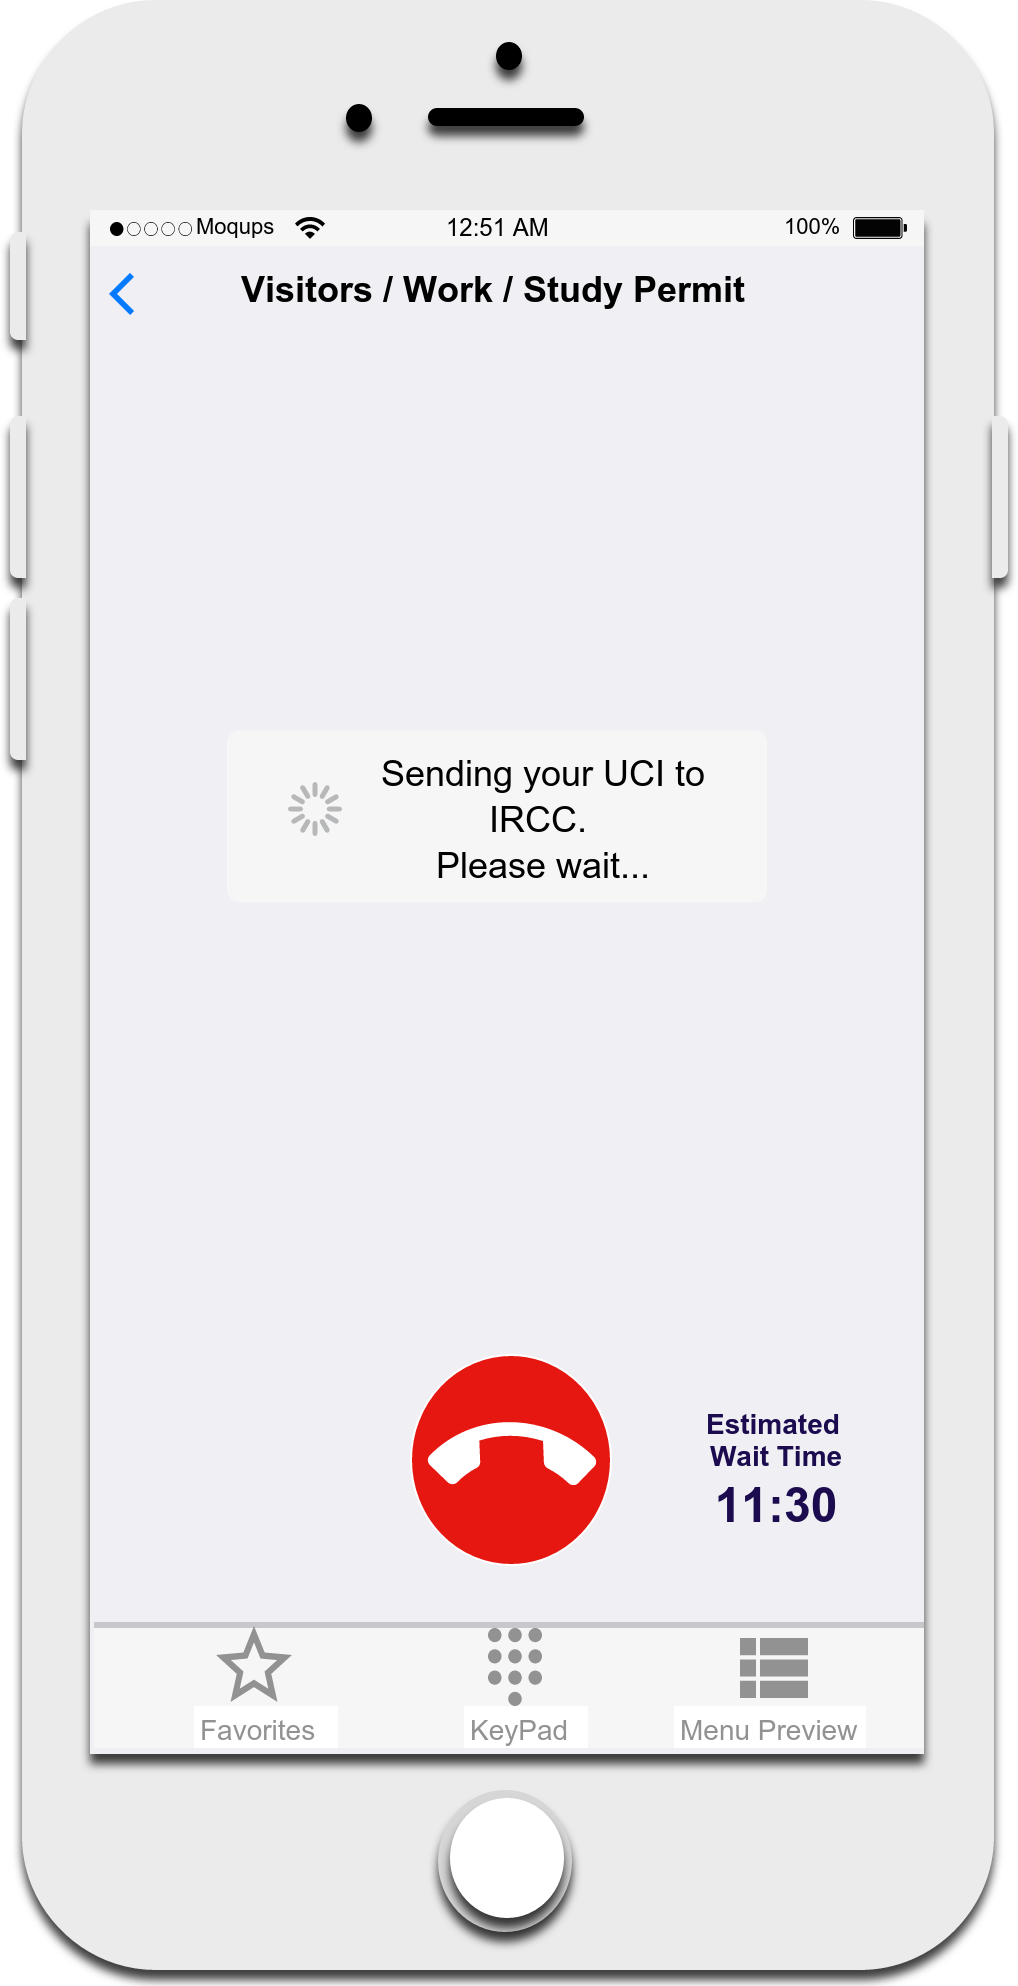 Moqups 12:51 AM 100%
Visitors / Work / Study Permit
Sending your UCI to
IRCC.
Please wait...
Estimated
Wait Time
11:30
Favorites KeyPad Menu Preview